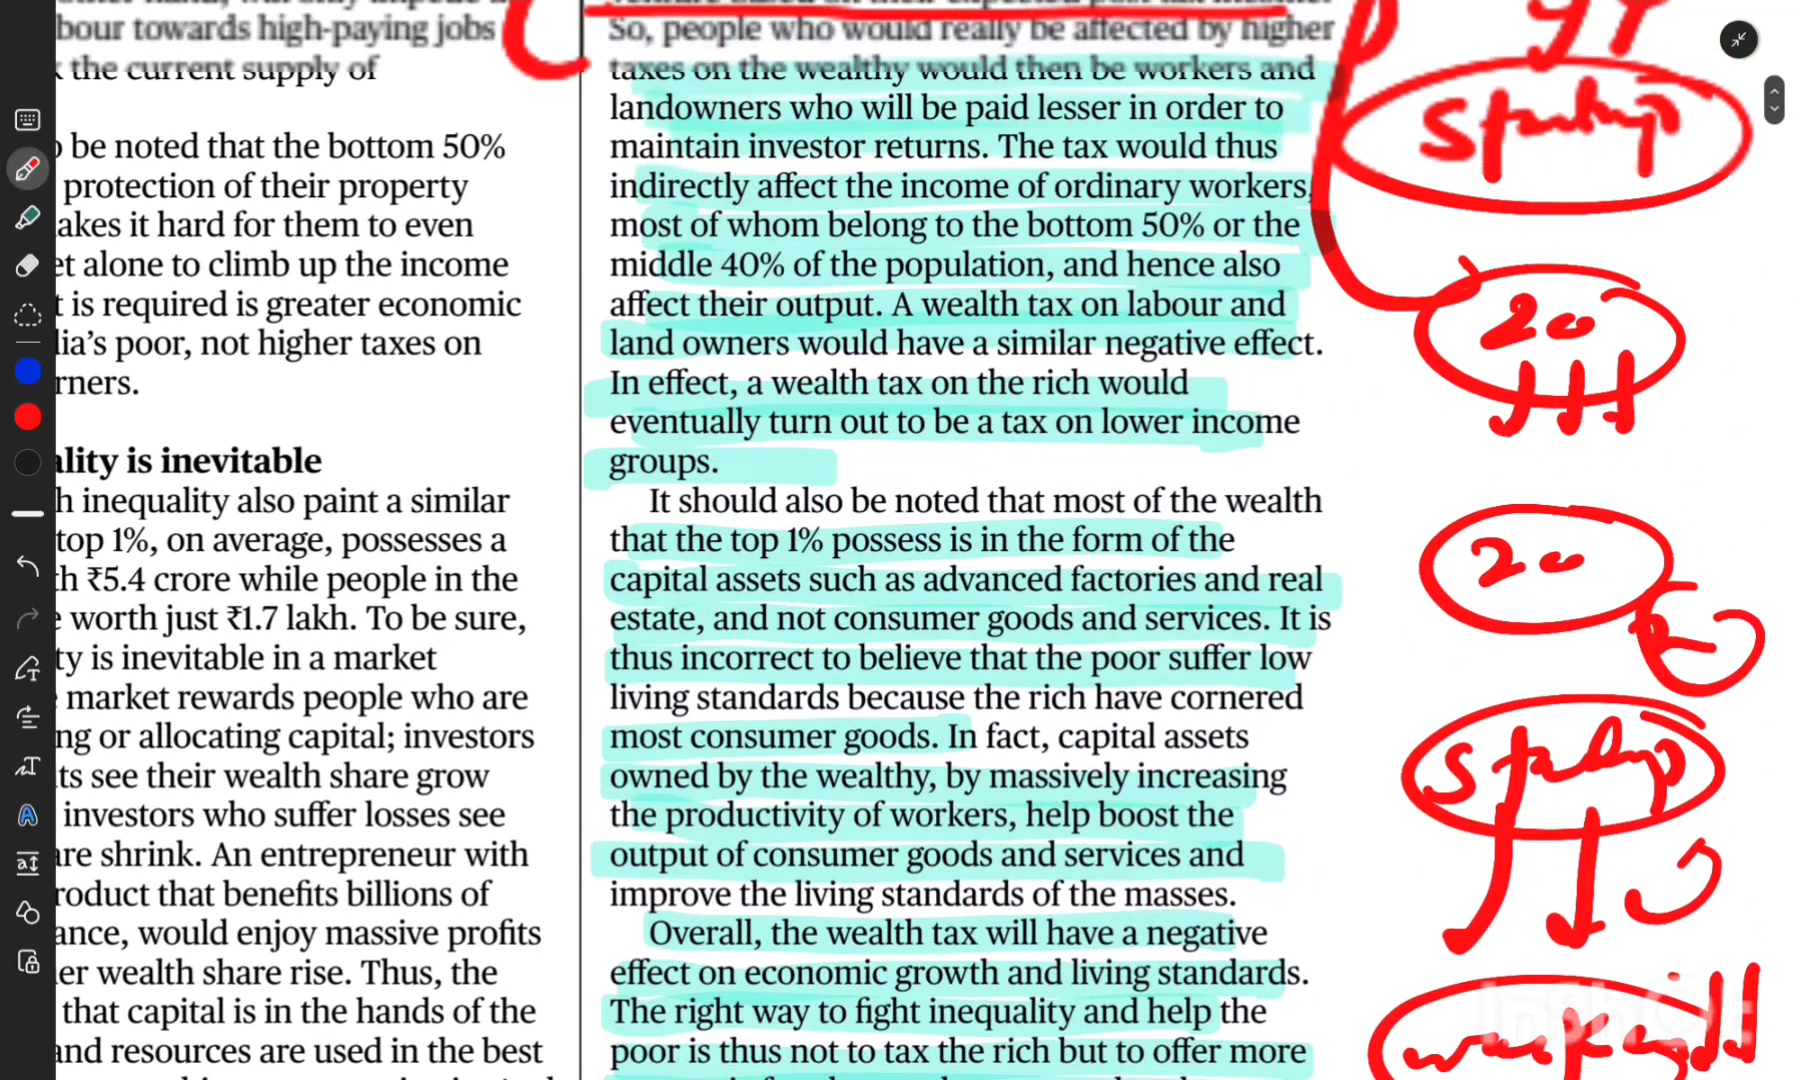 bour towards high-paying jobs
the current supply of
be noted that the bottom 50%
protection of their property
akes it hard for them to even
et alone to climb up the income
t is required is greater economic
lia's poor, not higher taxes on
rners.
ality is inevitable
h inequality also paint a similar
top 1%, on average, possesses a
th ₹5.4 crore while people in the
e worth just ₹1.7 lakh. To be sure,
ty is inevitable in a market
market rewards people who are
ng or allocating capital; investors
ts see their wealth share grow
investors who suffer losses see
are shrink. An entrepreneur with
roduct that benefits billions of
ance, would enjoy massive profits
er wealth share rise. Thus, the
that capital is in the hands of the
and resources are used in the best
So, people who would really be affected by higher
taxes on the wealthy would then be workers and
landowners who will be paid lesser in order to
maintain investor returns. The tax would thus
indirectly affect the income of ordinary workers,
most of whom belong to the bottom 50% or the
middle 40% of the population, and hence also
affect their output. A wealth tax on labour and
land owners would have a similar negative effect.
In effect, a wealth tax on the rich would
eventually turn out to be a tax on lower income
groups.
It should also be noted that most of the wealth
that the top 1% possess is in the form of the
capital assets such as advanced factories and real
estate, and not consumer goods and services. It is
thus incorrect to believe that the poor suffer low
living standards because the rich have cornered
most consumer goods. In fact, capital assets
owned by the wealthy, by massively increasing
the productivity of workers, help boost the
output of consumer goods and services and
improve the living standards of the masses.
Overall, the wealth tax will have a negative
effect on economic growth and living standards.
The right way to fight inequality and help the
poor is thus not to tax the rich but to offer more
Startup
20
20
Startup
InShot